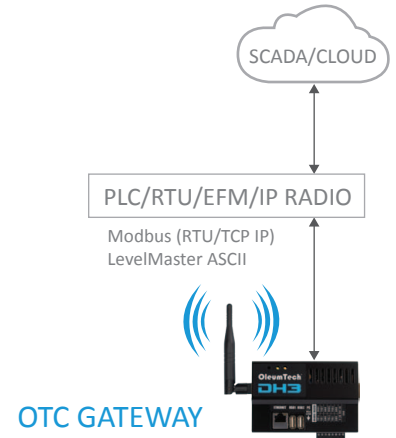 SCADA/CLOUD
PLC/RTU/EFM/IP RADIO
Modbus (RTU/TCP IP)
LevelMaster ASCII
OleumTech
DH3
OTC GATEWAY